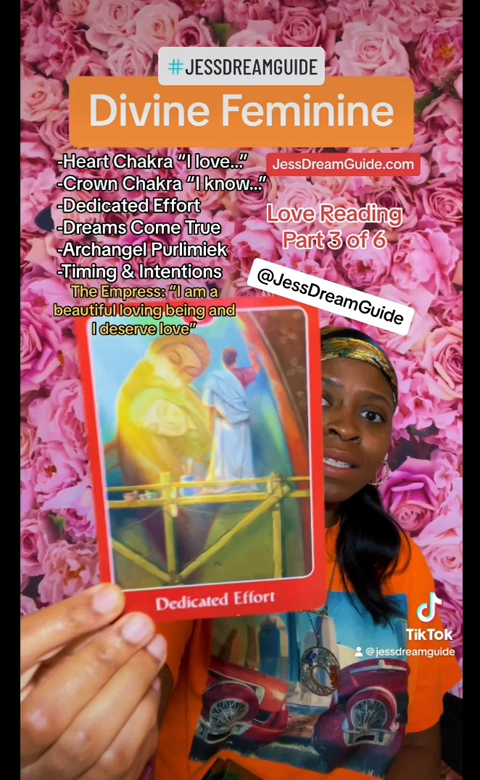 #JESSDREAMGUIDE
Divine Feminine
-Heart Chakra “I love...”
JessDreamGuide.com
-Crown Chakra “I know...”
-Dedicated Effort
Love Reading
-Dreams Come True
Part 3 of 6
-Archangel Purlimiek
-Timing & Intentions
@JessDreamGuide
The Empress: “I am a
beautiful loving being and
I deserve love”
Dedicated Effort
TikTok
@jessdreamguide